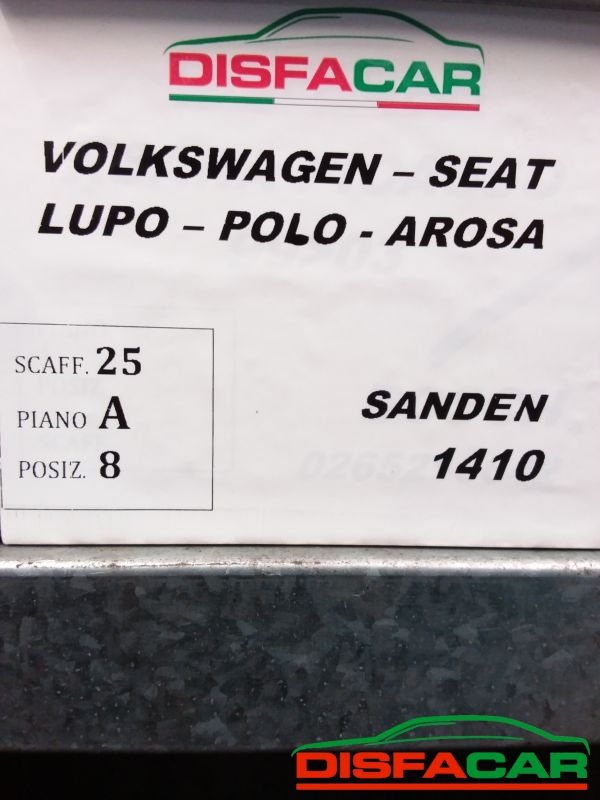 DISFACAR
VOLKSWAGEN – SEAT
LUPO – POLO - AROSA
SCAFF. 25
PIANO A
POSIZ. 8
SANDEN
1410
DISFACAR